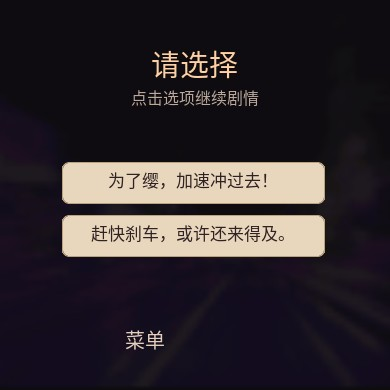 请选择
点击选项继续剧情
为了缨，加速冲过去！
赶快刹车，或许还来得及。
菜单